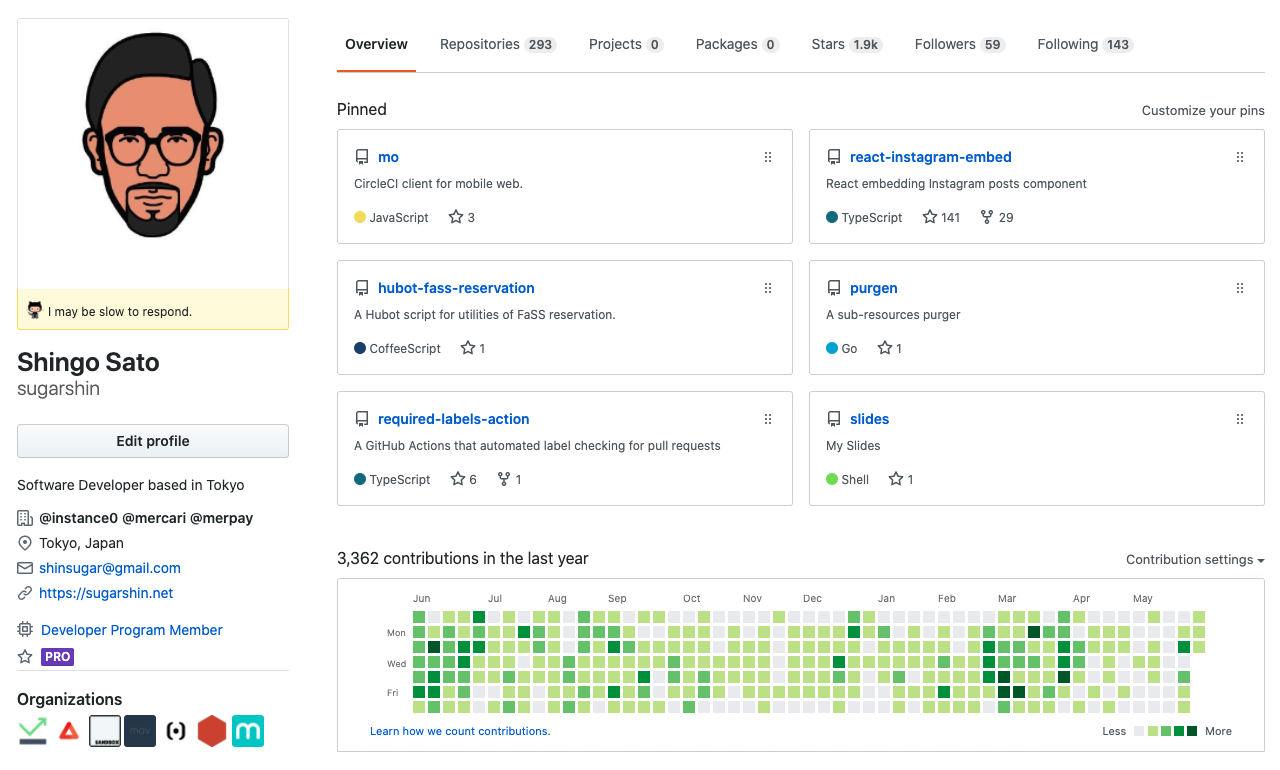 Overview Repositories 293 Projects 0 Packages 0 Stars 1.9k Followers 59 Following 143
I may be slow to respond.
Shingo Sato
sugarshin
Edit profile
Software Developer based in Tokyo
@instance0 @mercari @merpay
Tokyo, Japan
shinsugar@gmail.com
https://sugarshin.net
Developer Program Member
PRO
Organizations
SANDBOX
mov
Pinned
Customize your pins
mo
CircleCI client for mobile web.
JavaScript 3
react-instagram-embed
React embedding Instagram posts component
TypeScript 141 29
hubot-fass-reservation
A Hubot script for utilities of FaSS reservation.
CoffeeScript 1
purgen
A sub-resources purger
Go 1
required-labels-action
A GitHub Actions that automated label checking for pull requests
TypeScript 6 1
slides
My Slides
Shell 1
3,362 contributions in the last year
Contribution settings
Jun Jul Aug Sep Oct Nov Dec Jan Feb Mar Apr May
Mon
Wed
Fri
Learn how we count contributions.
Less More